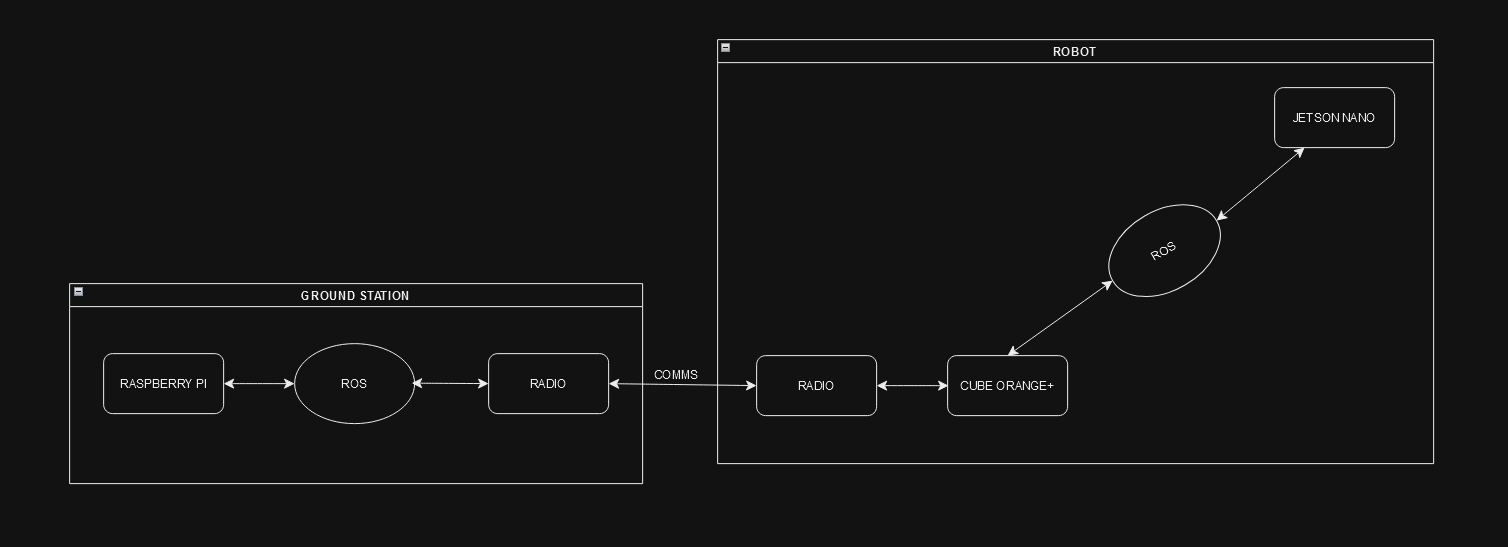 ROBOT
JETSON NANO
ROS
GROUND STATION
RASPBERRY PI
ROS
RADIO
COMMS
RADIO
CUBE ORANGE+